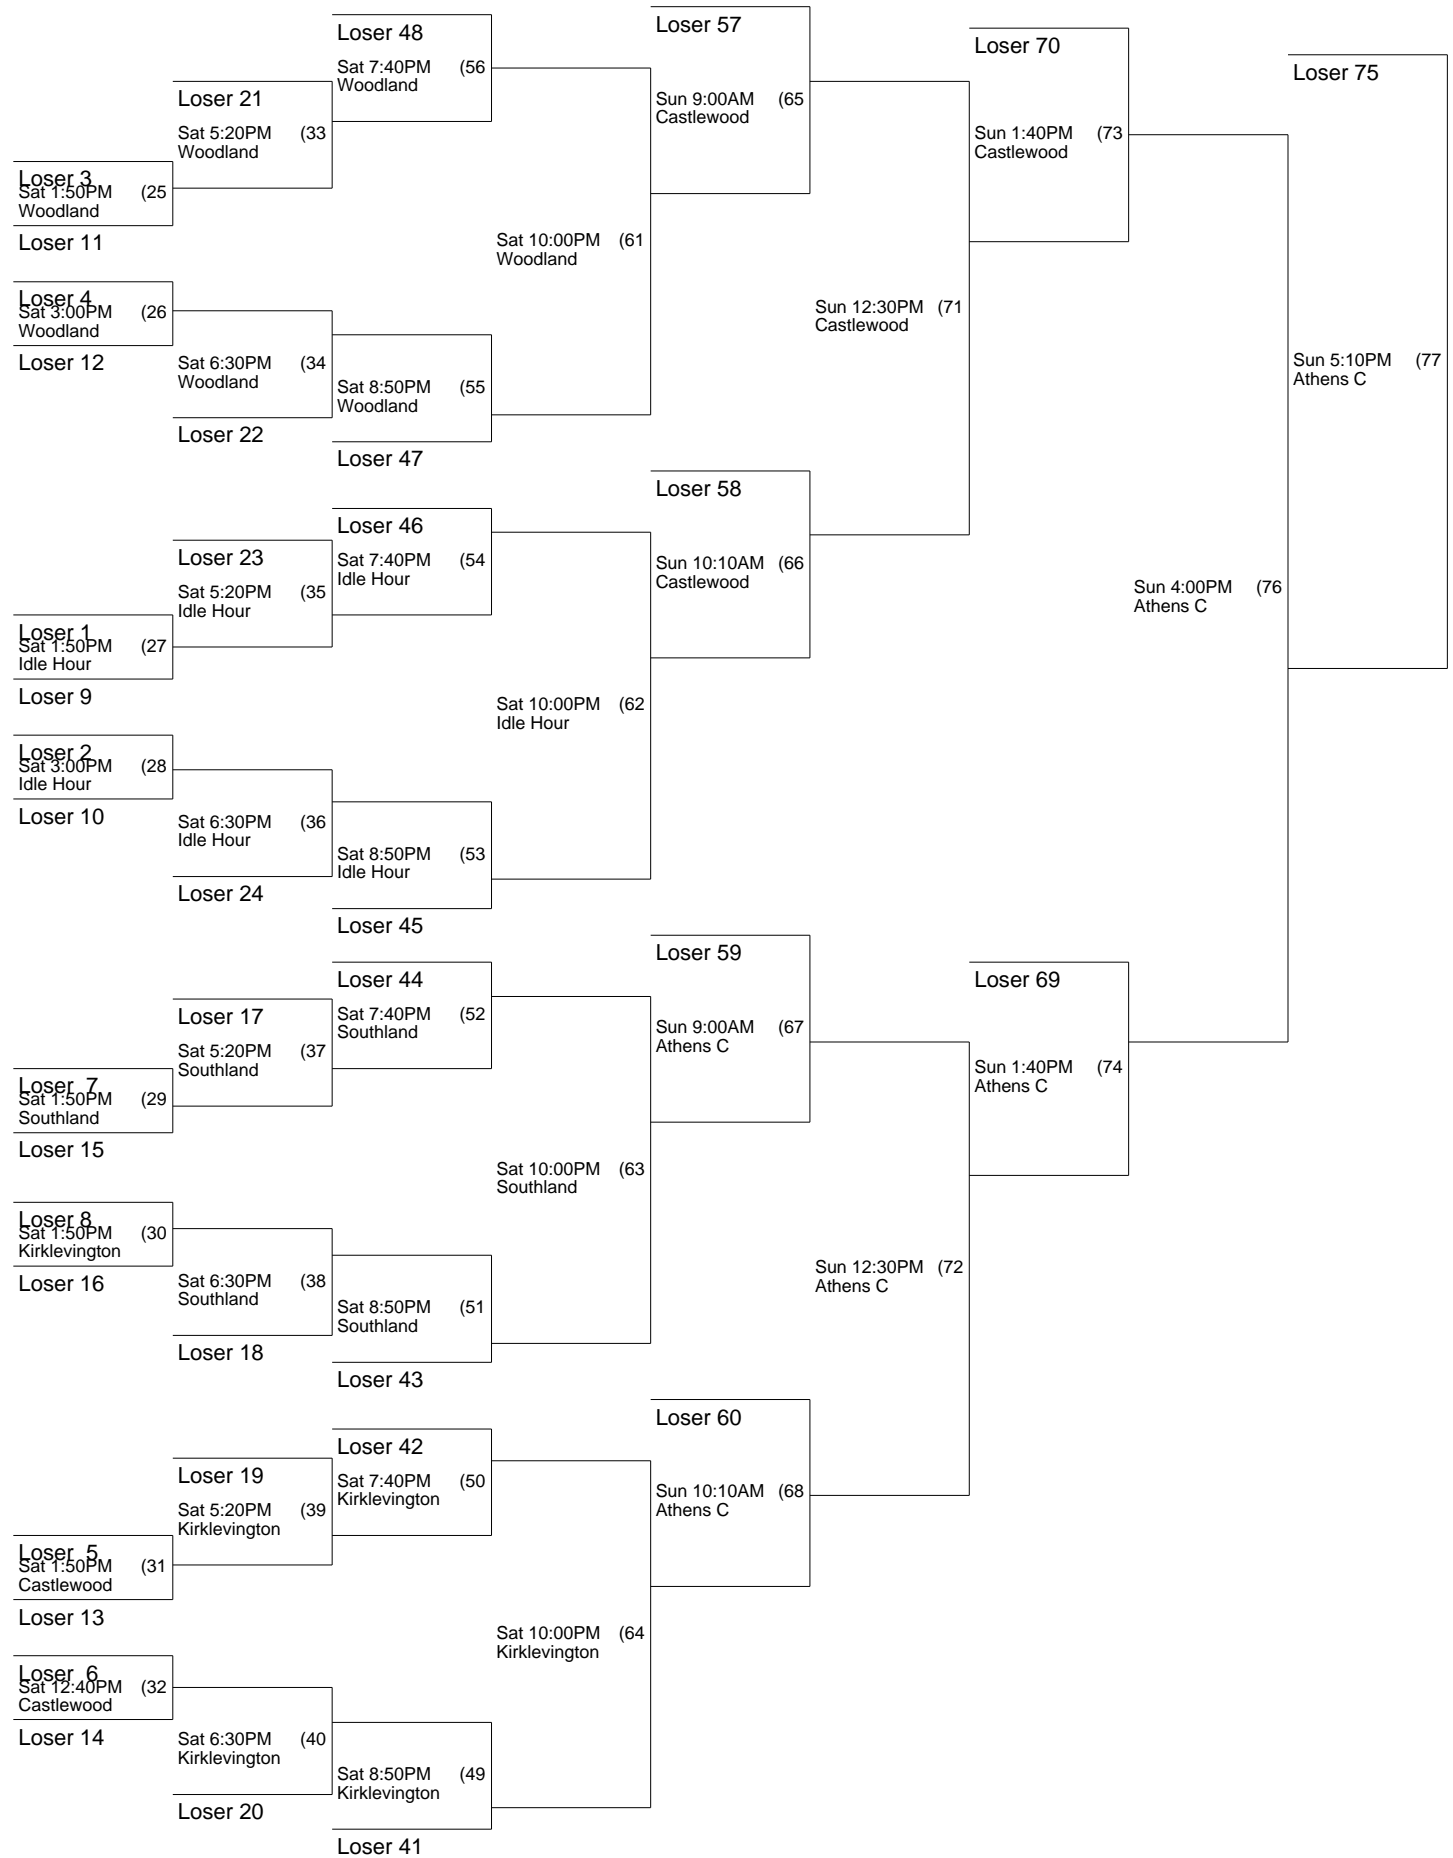 Loser 48
Sat 7:40PM (56
Woodland
Loser 21
Sat 5:20PM (33
Woodland
Loser 3
Sat 1:50PM (25
Woodland
Loser 11
Loser 4
Sat 3:00PM (26
Woodland
Loser 12
Sat 6:30PM (34
Woodland
Loser 22
Sat 8:50PM (55
Woodland
Loser 47
Sat 10:00PM (61
Woodland
Loser 57
Sun 9:00AM (65
Castlewood
Loser 46
Sat 7:40PM (54
Idle Hour
Loser 23
Sat 5:20PM (35
Idle Hour
Loser 1
Sat 1:50PM (27
Idle Hour
Loser 9
Loser 2
Sat 3:00PM (28
Idle Hour
Loser 10
Sat 6:30PM (36
Idle Hour
Loser 24
Sat 8:50PM (53
Idle Hour
Loser 45
Sat 10:00PM (62
Idle Hour
Loser 58
Sun 10:10AM (66
Castlewood
Sun 12:30PM (71
Castlewood
Loser 70
Sun 1:40PM (73
Castlewood
Loser 44
Sat 7:40PM (52
Southland
Loser 17
Sat 5:20PM (37
Southland
Loser 7
Sat 1:50PM (29
Southland
Loser 15
Loser 8
Sat 1:50PM (30
Kirklevington
Loser 16
Sat 6:30PM (38
Southland
Loser 18
Sat 8:50PM (51
Southland
Loser 43
Sat 10:00PM (63
Southland
Loser 59
Sun 9:00AM (67
Athens C
Loser 42
Sat 7:40PM (50
Kirklevington
Loser 19
Sat 5:20PM (39
Kirklevington
Loser 5
Sat 1:50PM (31
Castlewood
Loser 13
Loser 6
Sat 12:40PM (32
Castlewood
Loser 14
Sat 6:30PM (40
Kirklevington
Loser 20
Sat 8:50PM (49
Kirklevington
Loser 41
Sat 10:00PM (64
Kirklevington
Loser 60
Sun 10:10AM (68
Athens C
Sun 12:30PM (72
Athens C
Loser 69
Sun 1:40PM (74
Athens C
Sun 4:00PM (76
Athens C
Loser 75
Sun 5:10PM (77
Athens C